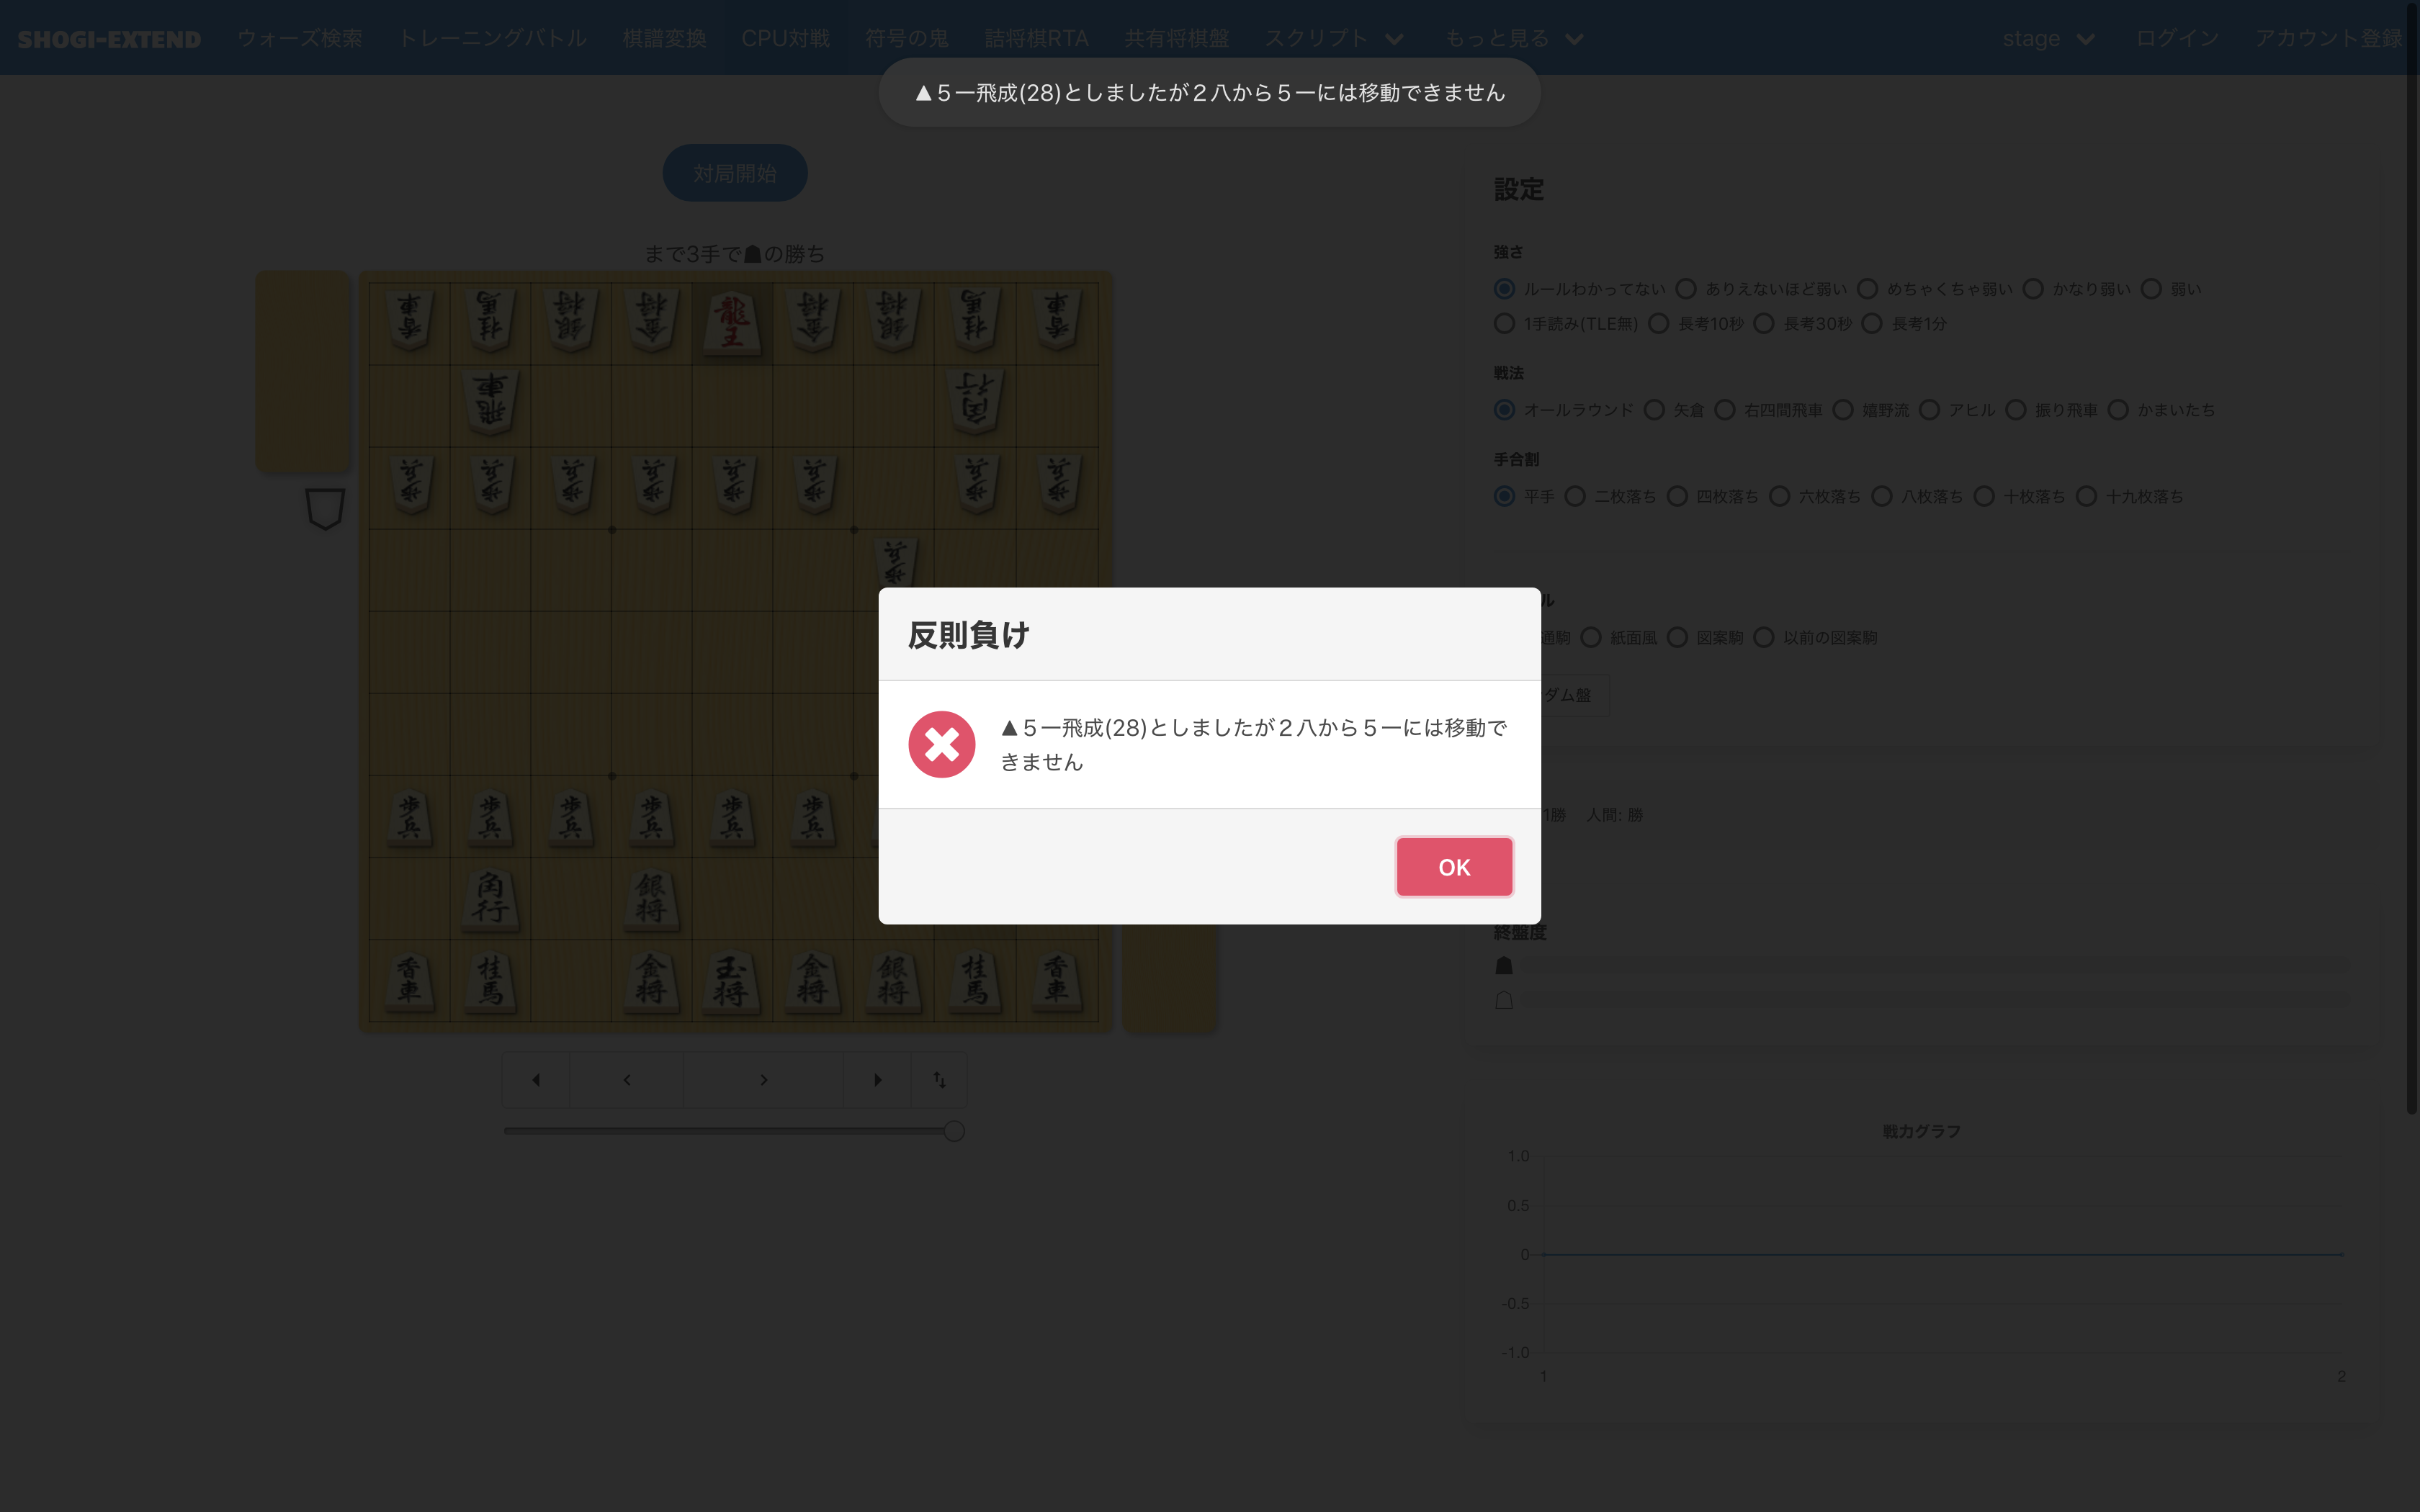 SHOGI-EXTEND ウォーズ検索 トレーニングバトル 棋譜変換 CPU対戦 符号の鬼 詰将棋RTA 共有将棋盤 スクリプト もっと見る stage ログイン アカウント登録
▲５一飛成(28)としましたが２八から５一には移動できません
対局開始
まで3手で☗の勝ち
香車 桂馬 銀将 金将 龍王 金将 銀将 桂馬 香車
飛車 角行
歩兵 歩兵 歩兵 歩兵 歩兵 歩兵 歩兵 歩兵
歩兵
歩兵 歩兵 歩兵 歩兵 歩兵 歩兵
角行 銀将
香車 桂馬 金将 玉将 金将 銀将 桂馬 香車
反則負け
▲５一飛成(28)としましたが２八から５一には移動で
きません
OK
設定
強さ
ルールわかってない ありえないほど弱い めちゃくちゃ弱い かなり弱い 弱い
1手読み(TLE無) 長考10秒 長考30秒 長考1分
戦法
オールラウンド 矢倉 右四間飛車 嬉野流 アヒル 振り飛車 かまいたち
手合割
平手 二枚落ち 四枚落ち 六枚落ち 八枚落ち 十枚落ち 十九枚落ち
ル
通駒 紙面風 図案駒 以前の図案駒
ダム盤
1勝 人間: 勝
終盤度
戦力グラフ
1.0
0.5
0
-0.5
-1.0
1 2